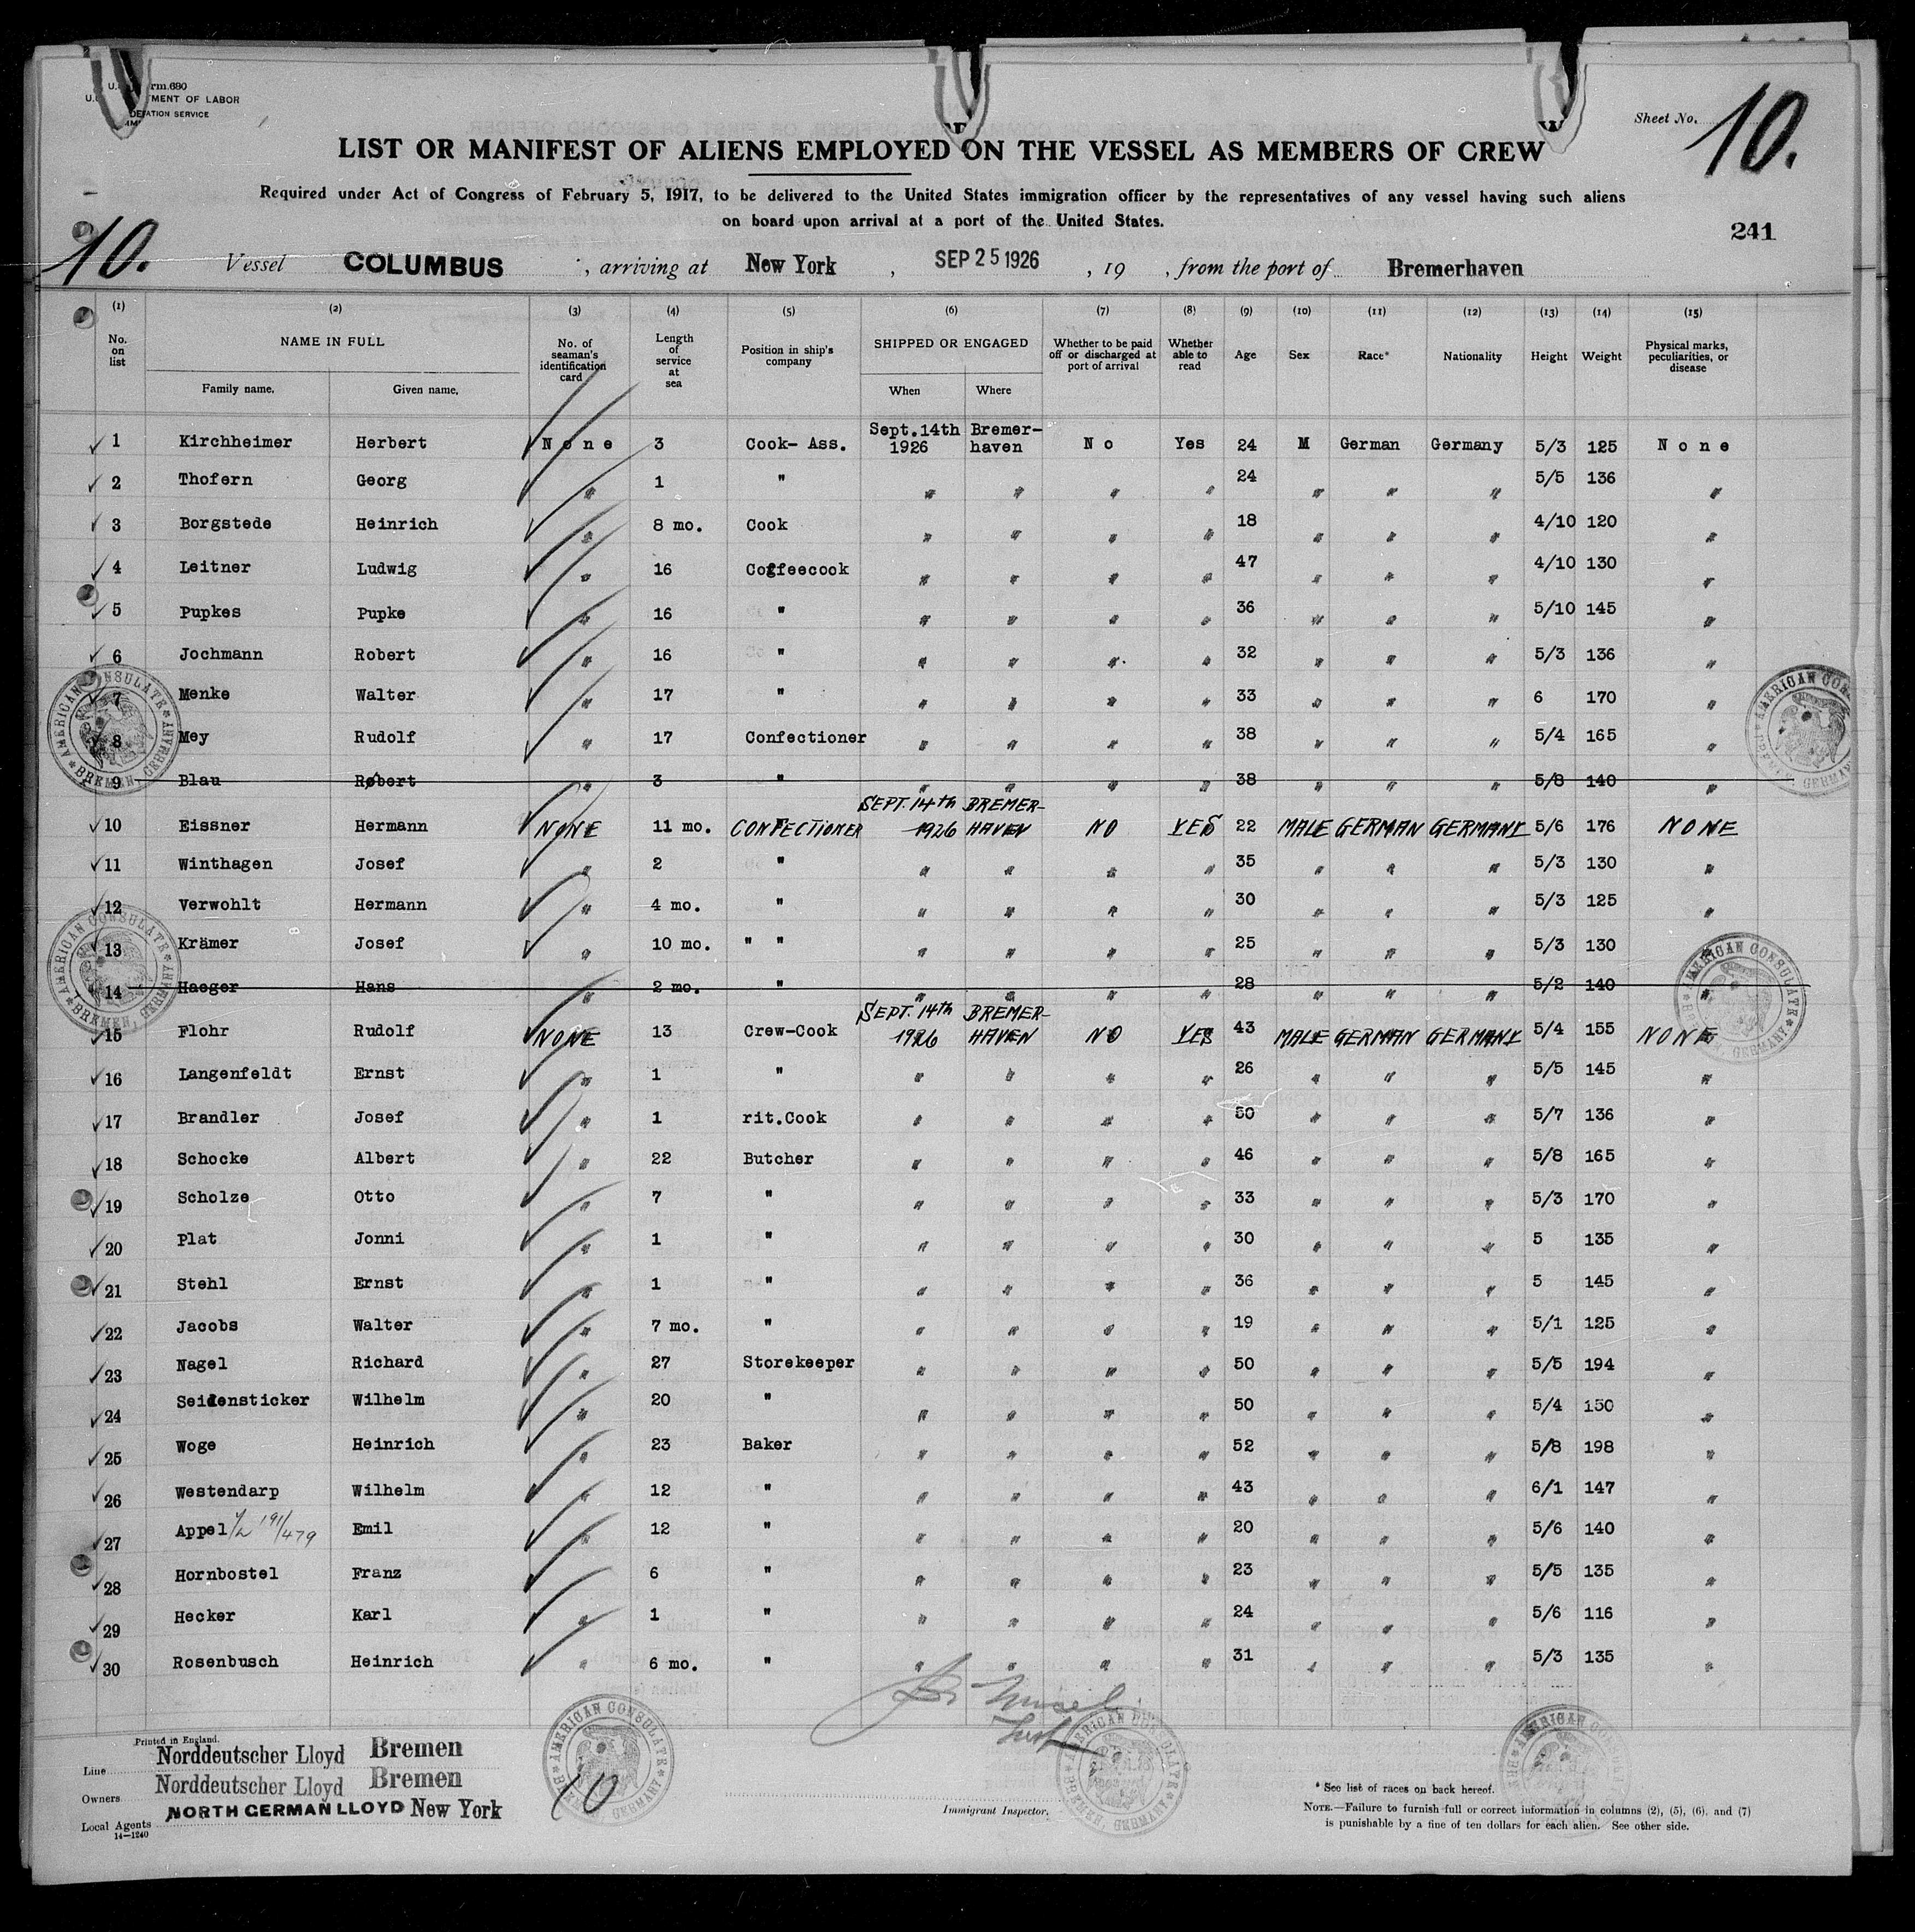 U.S. DEPARTMENT OF LABOR
Sheet No. 10.
LIST OR MANIFEST OF ALIENS EMPLOYED ON THE VESSEL AS MEMBERS OF CREW
Required under Act of Congress of February 5, 1917, to be delivered to the United States immigration officer by the representatives of any vessel having such aliens
on board upon arrival at a port of the United States.
241
10. Vessel COLUMBUS, arriving at New York, SEP 25 1926, 19 , from the port of Bremerhaven
(1) (2) (3) (4) (5) (6) (7) (8) (9) (10) (11) (12) (13) (14) (15)
No. on list NAME IN FULL Family name. Given name. No. of seaman's identification card Length of service at sea Position in ship's company SHIPPED OR ENGAGED When Where Whether to be paid off or discharged at port of arrival Whether able to read Age Sex Race* Nationality Height Weight Physical marks, peculiarities, or disease
1 Kirchheimer Herbert None 3 Cook- Ass. Sept.14th 1926 Bremer-haven No Yes 24 M German Germany 5/3 125 None
2 Thofern Georg " 1 " " " " " 24 " " " 5/5 136 "
3 Borgstede Heinrich " 8 mo. Cook " " " " 18 " " " 4/10 120 "
4 Leitner Ludwig " 16 Coffeecook " " " " 47 " " " 4/10 130 "
5 Pupkes Pupke " 16 " " " " " 36 " " " 5/10 145 "
6 Jochmann Robert " 16 " " " " " 32 " " " 5/3 136 "
7 Menke Walter " 17 " " " " " 33 " " " 6 170 "
8 Mey Rudolf " 17 Confectioner " " " " 38 " " " 5/4 165 "
9 Blau Robert " 3 " " " " " 38 " " " 5/8 140 "
10 Eissner Hermann NONE 11 mo. CONFECTIONER SEPT. 14th 1926 BREMER-HAVEN NO YES 22 MALE GERMAN GERMANY 5/6 176 NONE
11 Winthagen Josef " 2 " " " " " 35 " " " 5/3 130 "
12 Verwohlt Hermann " 4 mo. " " " " " 30 " " " 5/3 125 "
13 Krämer Josef " 10 mo. " " " " " " 25 " " " 5/3 130 "
14 Haeger Hans " 2 mo. " " " " " 28 " " " 5/2 140 "
15 Flohr Rudolf NONE 13 Crew-Cook SEPT. 14th 1926 BREMER-HAVEN NO YES 43 MALE GERMAN GERMANY 5/4 155 NONE
16 Langenfeldt Ernst " 1 " " " " " 26 " " " 5/5 145 "
17 Brandler Josef " 1 rit.Cook " " " " 50 " " " 5/7 136 "
18 Schocke Albert " 22 Butcher " " " " 46 " " " 5/8 165 "
19 Scholze Otto " 7 " " " " " 33 " " " 5/3 170 "
20 Plat Jonni " 1 " " " " " 30 " " " 5 135 "
21 Stehl Ernst " 1 " " " " " 36 " " " 5 145 "
22 Jacobs Walter " 7 mo. " " " " " 19 " " " 5/1 125 "
23 Nagel Richard " 27 Storekeeper " " " " 50 " " " 5/5 194 "
24 Seidensticker Wilhelm " 20 " " " " " 50 " " " 5/4 150 "
25 Woge Heinrich " 23 Baker " " " " 52 " " " 5/8 198 "
26 Westendarp Wilhelm " 12 " " " " " 43 " " " 6/1 147 "
27 Appel 191/479 Emil " 12 " " " " " 20 " " " 5/6 140 "
28 Hornbostel Franz " 6 " " " " " 23 " " " 5/5 135 "
29 Hecker Karl " 1 " " " " " 24 " " " 5/6 116 "
30 Rosenbusch Heinrich " 6 mo. " " " " " 31 " " " 5/3 135 "
AMERICAN CONSULATE BREMEN, GERMANY
Printed in England.
Line Norddeutscher Lloyd Bremen
Owners Norddeutscher Lloyd Bremen
Local Agents NORTH GERMAN LLOYD New York
14-1240
10
Immigrant Inspector.
* See list of races on back hereof.
NOTE.—Failure to furnish full or correct information in columns (2), (5), (6), and (7)
is punishable by a fine of ten dollars for each alien. See other side.